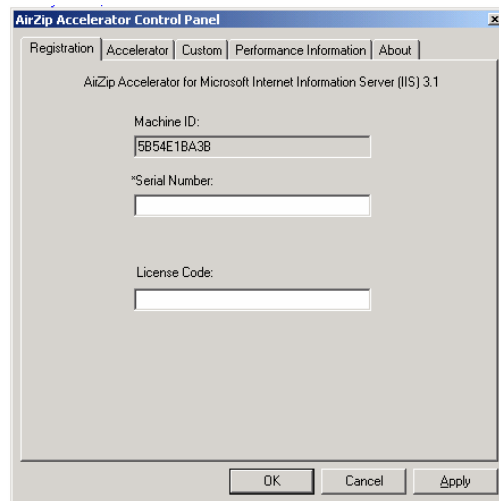 AirZip Accelerator Control Panel
Registration Accelerator Custom Performance Information About
AirZip Accelerator for Microsoft Internet Information Server (IIS) 3.1
Machine ID:
5B54E1BA3B
*Serial Number:
License Code:
OK Cancel Apply